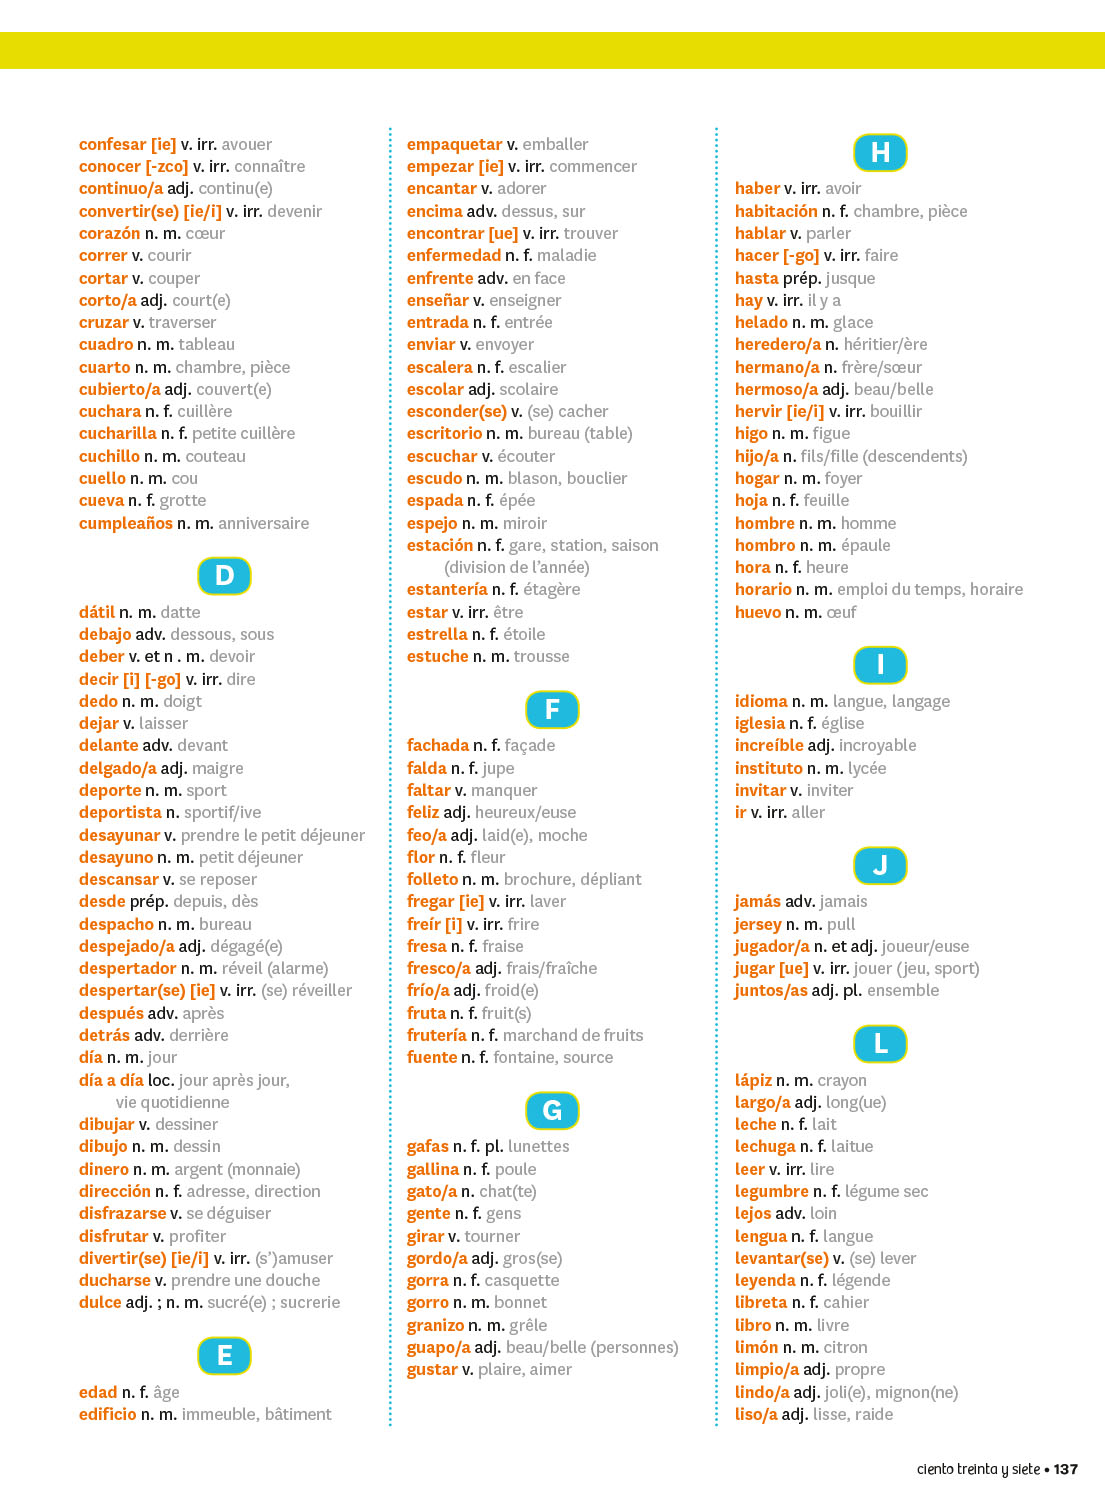 confesar [ie] v. irr. avouer
conocer [-zco] v. irr. connaître
continuo/a adj. continu(e)
convertir(se) [ie/i] v. irr. devenir
corazón n. m. cœur
correr v. courir
cortar v. couper
corto/a adj. court(e)
cruzar v. traverser
cuadro n. m. tableau
cuarto n. m. chambre, pièce
cubierto/a adj. couvert(e)
cuchara n. f. cuillère
cucharilla n. f. petite cuillère
cuchillo n. m. couteau
cuello n. m. cou
cueva n. f. grotte
cumpleaños n. m. anniversaire
D
dátil n. m. datte
debajo adv. dessous, sous
deber v. et n . m. devoir
decir [i] [-go] v. irr. dire
dedo n. m. doigt
dejar v. laisser
delante adv. devant
delgado/a adj. maigre
deporte n. m. sport
deportista n. sportif/ive
desayunar v. prendre le petit déjeuner
desayuno n. m. petit déjeuner
descansar v. se reposer
desde prép. depuis, dès
despacho n. m. bureau
despejado/a adj. dégagé(e)
despertador n. m. réveil (alarme)
despertar(se) [ie] v. irr. (se) réveiller
después adv. après
detrás adv. derrière
día n. m. jour
día a día loc. jour après jour,
vie quotidienne
dibujar v. dessiner
dibujo n. m. dessin
dinero n. m. argent (monnaie)
dirección n. f. adresse, direction
disfrazarse v. se déguiser
disfrutar v. profiter
divertir(se) [ie/i] v. irr. (s')amuser
ducharse v. prendre une douche
dulce adj. ; n. m. sucré(e) ; sucrerie
E
edad n. f. âge
edificio n. m. immeuble, bâtiment
empaquetar v. emballer
empezar [ie] v. irr. commencer
encantar v. adorer
encima adv. dessus, sur
encontrar [ue] v. irr. trouver
enfermedad n. f. maladie
enfrente adv. en face
enseñar v. enseigner
entrada n. f. entrée
enviar v. envoyer
escalera n. f. escalier
escolar adj. scolaire
esconder(se) v. (se) cacher
escritorio n. m. bureau (table)
escuchar v. écouter
escudo n. m. blason, bouclier
espada n. f. épée
espejo n. m. miroir
estación n. f. gare, station, saison
(division de l'année)
estantería n. f. étagère
estar v. irr. être
estrella n. f. étoile
estuche n. m. trousse
F
fachada n. f. façade
falda n. f. jupe
faltar v. manquer
feliz adj. heureux/euse
feo/a adj. laid(e), moche
flor n. f. fleur
folleto n. m. brochure, dépliant
fregar [ie] v. irr. laver
freír [i] v. irr. frire
fresa n. f. fraise
fresco/a adj. frais/fraîche
frío/a adj. froid(e)
fruta n. f. fruit(s)
frutería n. f. marchand de fruits
fuente n. f. fontaine, source
G
gafas n. f. pl. lunettes
gallina n. f. poule
gato/a n. chat(te)
gente n. f. gens
girar v. tourner
gordo/a adj. gros(se)
gorra n. f. casquette
gorro n. m. bonnet
granizo n. m. grêle
guapo/a adj. beau/belle (personnes)
gustar v. plaire, aimer
H
haber v. irr. avoir
habitación n. f. chambre, pièce
hablar v. parler
hacer [-go] v. irr. faire
hasta prép. jusque
hay v. irr. il y a
helado n. m. glace
heredero/a n. héritier/ère
hermano/a n. frère/sœur
hermoso/a adj. beau/belle
hervir [ie/i] v. irr. bouillir
higo n. m. figue
hijo/a n. fils/fille (descendents)
hogar n. m. foyer
hoja n. f. feuille
hombre n. m. homme
hombro n. m. épaule
hora n. f. heure
horario n. m. emploi du temps, horaire
huevo n. m. œuf
I
idioma n. m. langue, langage
iglesia n. f. église
increíble adj. incroyable
instituto n. m. lycée
invitar v. inviter
ir v. irr. aller
J
jamás adv. jamais
jersey n. m. pull
jugador/a n. et adj. joueur/euse
jugar [ue] v. irr. jouer (jeu, sport)
juntos/as adj. pl. ensemble
L
lápiz n. m. crayon
largo/a adj. long(ue)
leche n. f. lait
lechuga n. f. laitue
leer v. irr. lire
legumbre n. f. légume sec
lejos adv. loin
lengua n. f. langue
levantar(se) v. (se) lever
leyenda n. f. légende
libreta n. f. cahier
libro n. m. livre
limón n. m. citron
limpio/a adj. propre
lindo/a adj. joli(e), mignon(ne)
liso/a adj. lisse, raide
ciento treinta y siete • 137